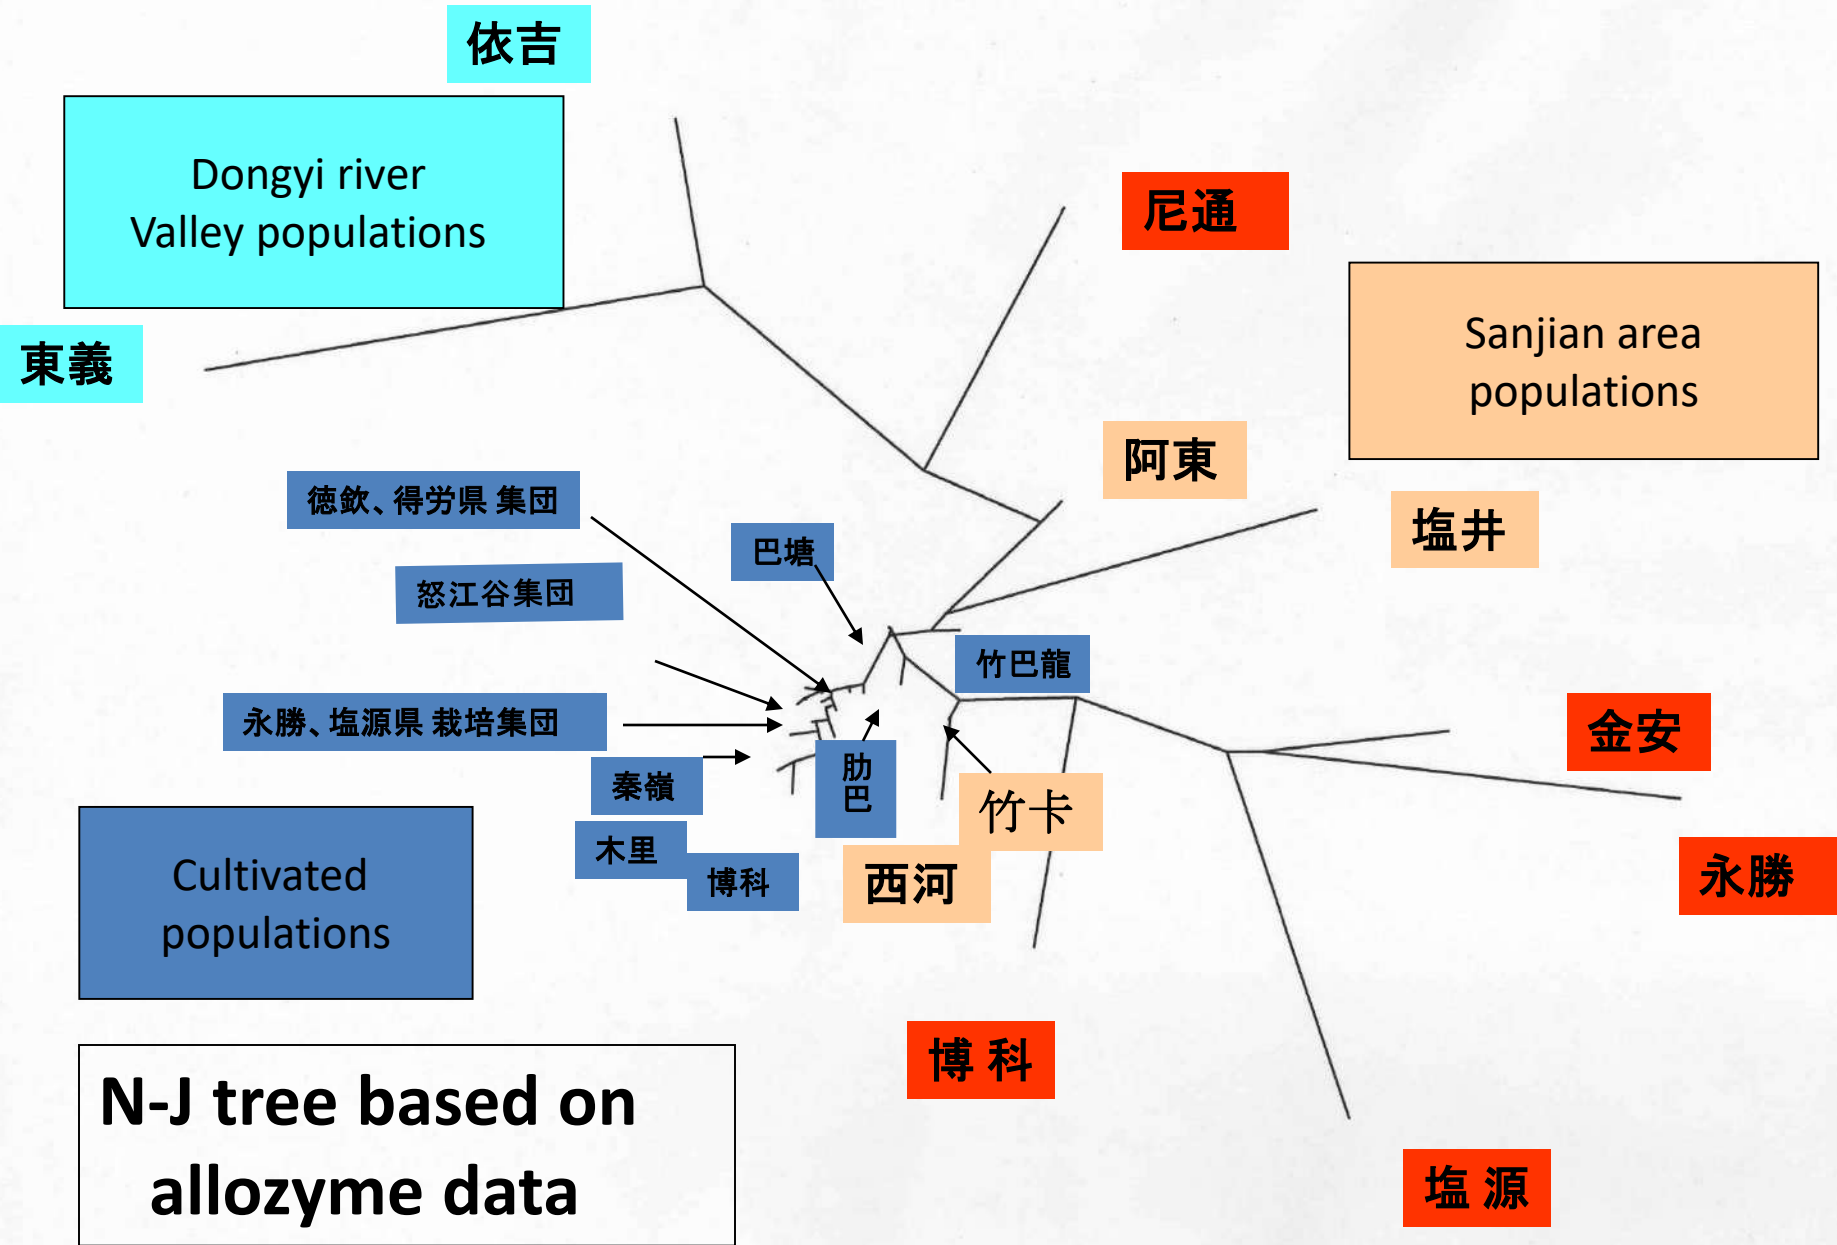 依吉
Dongyi river
Valley populations
尼通
Sanjian area
populations
東義
阿東
塩井
徳欽、得労県 集団
巴塘
怒江谷集団
竹巴龍
永勝、塩源県 栽培集団
金安
秦嶺
肋
巴
竹卡
木里
博科
西河
永勝
Cultivated
populations
博 科
N-J tree based on
allozyme data
塩 源